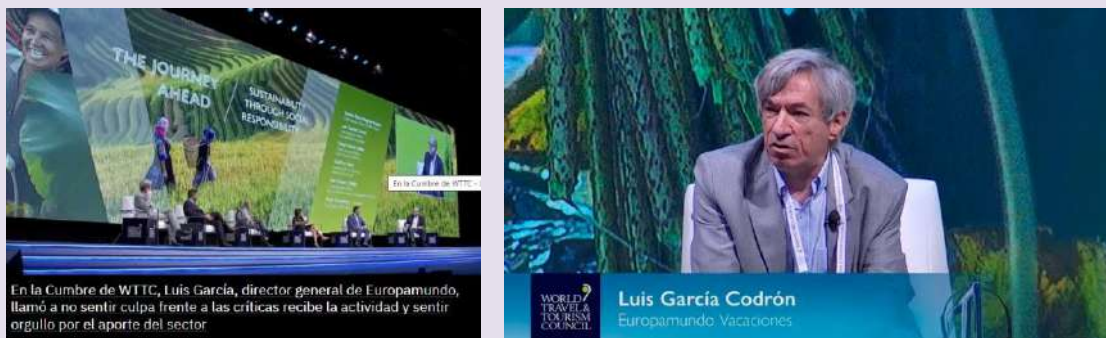 THE JOURNEY
AHEAD
SUSTAINABILITY
THROUGH SOCIAL
RESPONSIBILITY
En la Cumbre de WTTC –
En la Cumbre de WTTC, Luis García, director general de Europamundo,
llamó a no sentir culpa frente a las críticas recibe la actividad y sentir
orgullo por el aporte del sector
WORLD
TRAVEL &
TOURISM
COUNCIL
Luis García Codrón
Europamundo Vacaciones